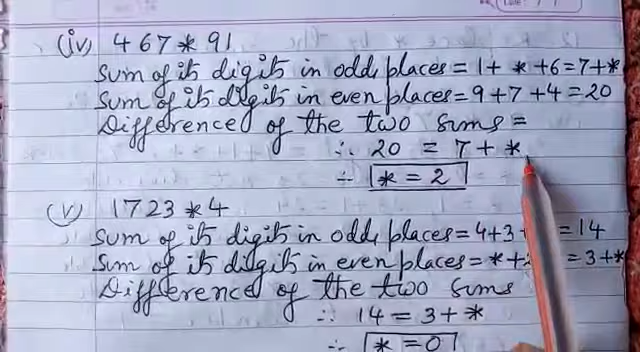 (iv) 467*91
Sum of its digits in odd places = 1 + * + 6 = 7 + *
Sum of its digits in even places = 9 + 7 + 4 = 20
Difference of the two sums =
∴ 20 = 7 + *
∴ * = 2
(v) 1723*4
Sum of its digits in odd places = 4 + 3 + = 14
Sum of its digits in even places = * + = 3 + *
Difference of the two sums
∴ 14 = 3 + *
∴ * = 0